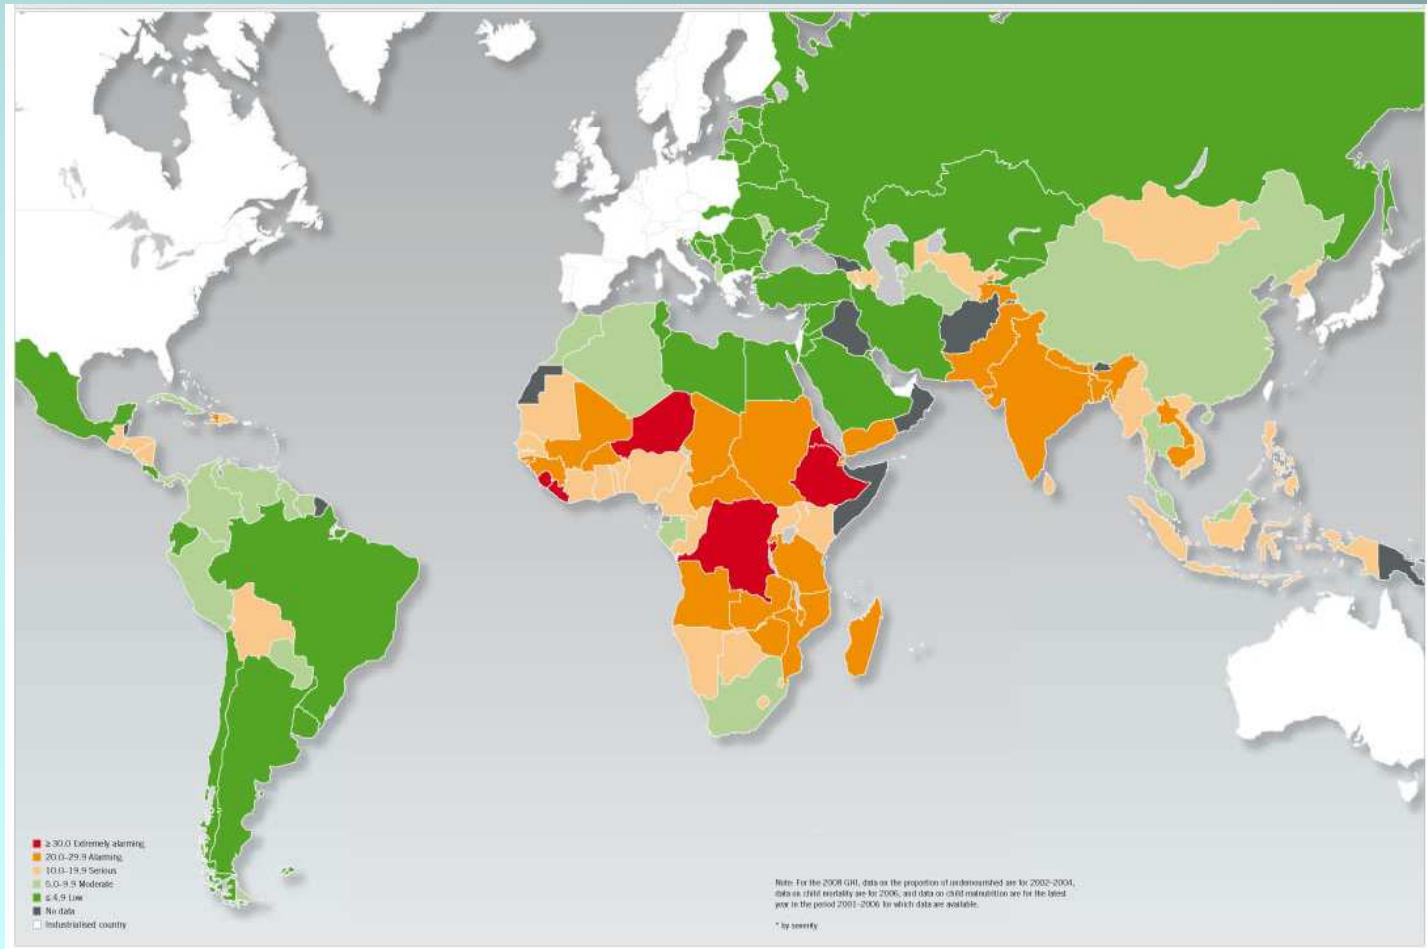 ≥ 30.0 Extremely alarming
20.0–29.9 Alarming
10.0–19.9 Serious
5.0–9.9 Moderate
≤ 4.9 Low
No data
Industrialised country
Note: For the 2008 GHI, data on the proportion of undernourished are for 2002–2004,
data on child mortality are for 2006, and data on child malnutrition are for the latest
year in the period 2001–2006 for which data are available.
* by severity